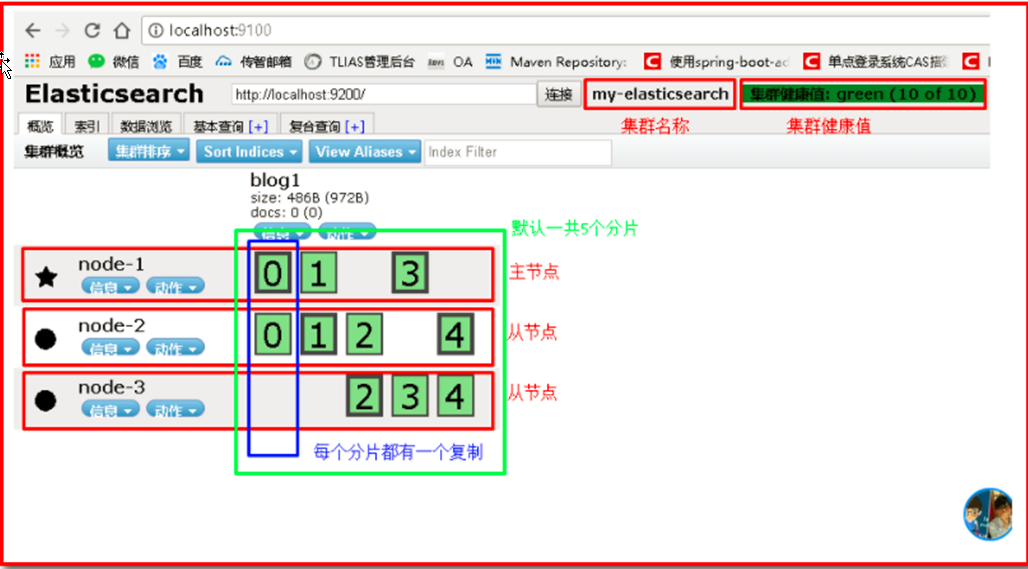 localhost:9100
应用 微信 百度 传智邮箱 TLIAS管理后台 OA Maven Repository: 使用spring-boot-ad 单点登录系统CAS搭
Elasticsearch http://localhost:9200/ 连接 my-elasticsearch 集群健康值: green (10 of 10)
集群名称 集群健康值
概览 索引 数据浏览 基本查询 [+] 复合查询 [+]
集群概览 集群排序 Sort Indices View Aliases Index Filter
blog1
size: 486B (972B)
docs: 0 (0)
信息 动作
默认一共5个分片
node-1 0 1 3 主节点
信息 动作
node-2 0 1 2 4 从节点
信息 动作
node-3 2 3 4 从节点
信息 动作
每个分片都有一个复制